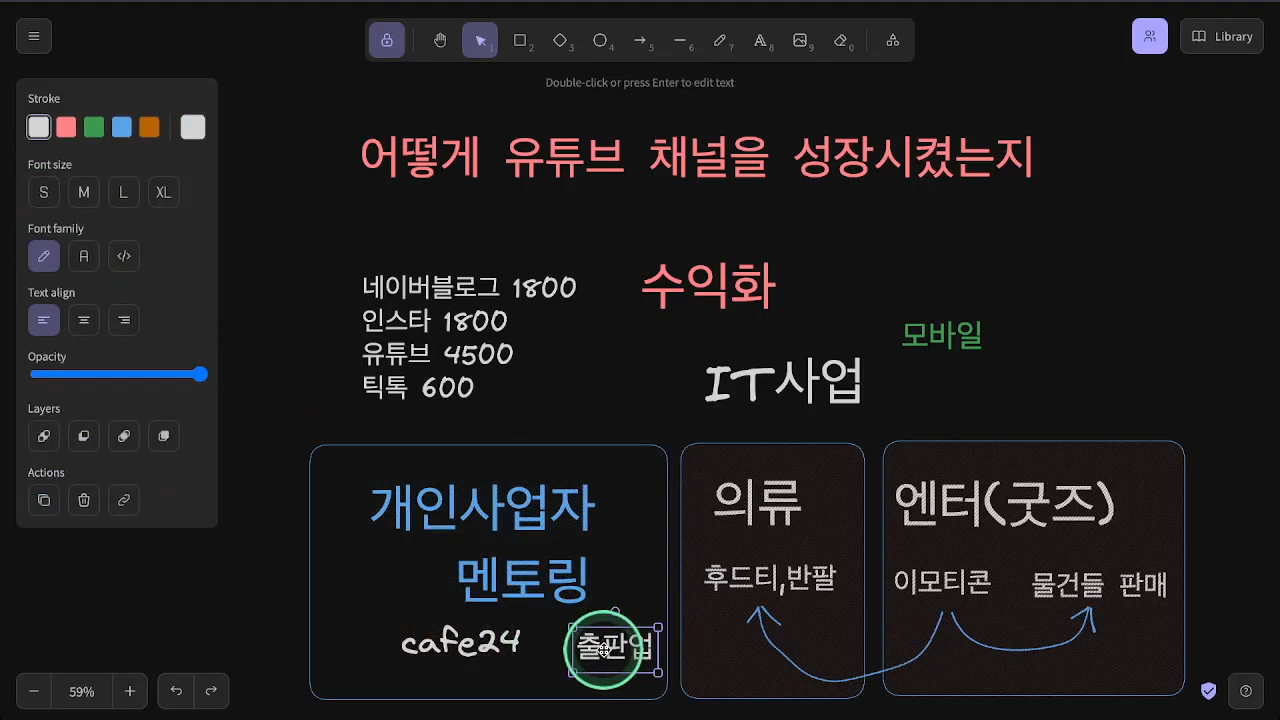 Library
Double-click or press Enter to edit text
Stroke
Font size
S M L XL
Font family
Text align
Opacity
Layers
Actions
59%
어떻게 유튜브 채널을 성장시켰는지
네이버블로그 1800
인스타 1800
유튜브 4500
틱톡 600
수익화
모바일
IT사업
개인사업자
멘토링
cafe24
출판업
의류
후드티,반팔
엔터(굿즈)
이모티콘
물건들 판매